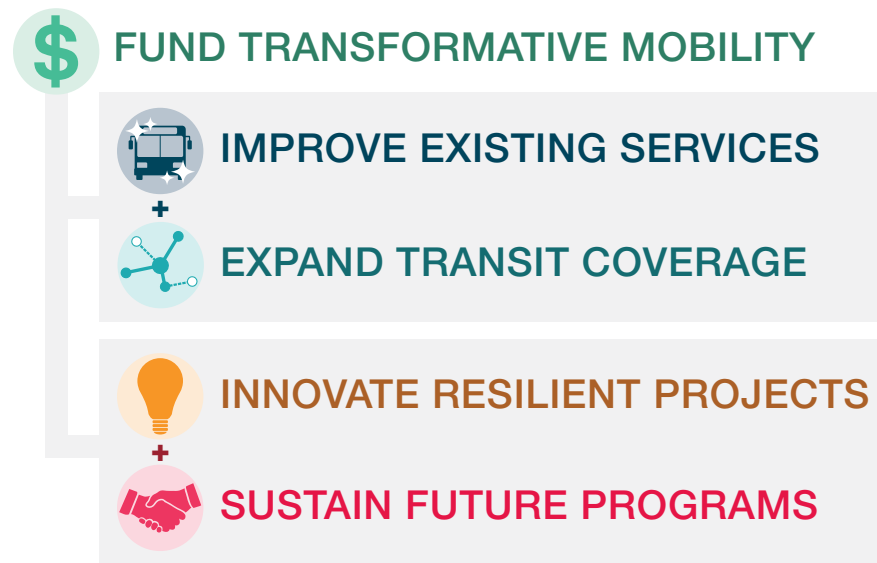 $ FUND TRANSFORMATIVE MOBILITY
IMPROVE EXISTING SERVICES
+
EXPAND TRANSIT COVERAGE
INNOVATE RESILIENT PROJECTS
+
SUSTAIN FUTURE PROGRAMS